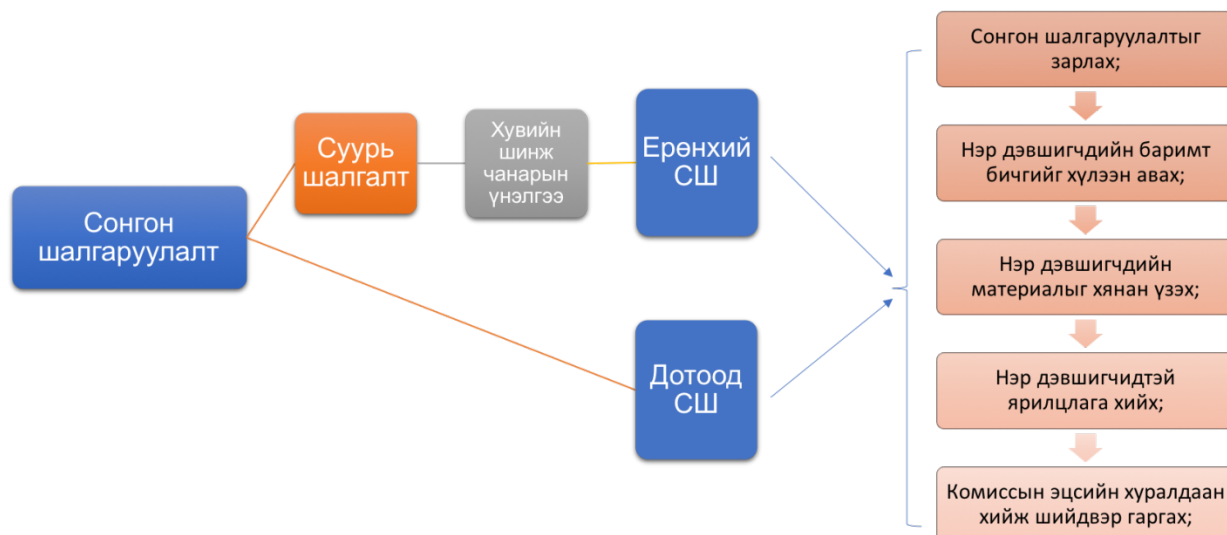 Сонгон
шалгаруулалт
Суурь
шалгалт
Хувийн
шинж
чанарын
үнэлгээ
Ерөнхий
СШ
Дотоод
СШ
Сонгон шалгаруулалтыг
зарлах;
Нэр дэвшигчдийн баримт
бичгийг хүлээн авах;
Нэр дэвшигчдийн
материалыг хянан үзэх;
Нэр дэвшигчидтэй
ярилцлага хийх;
Комиссын эцсийн хуралдаан
хийж шийдвэр гаргах;